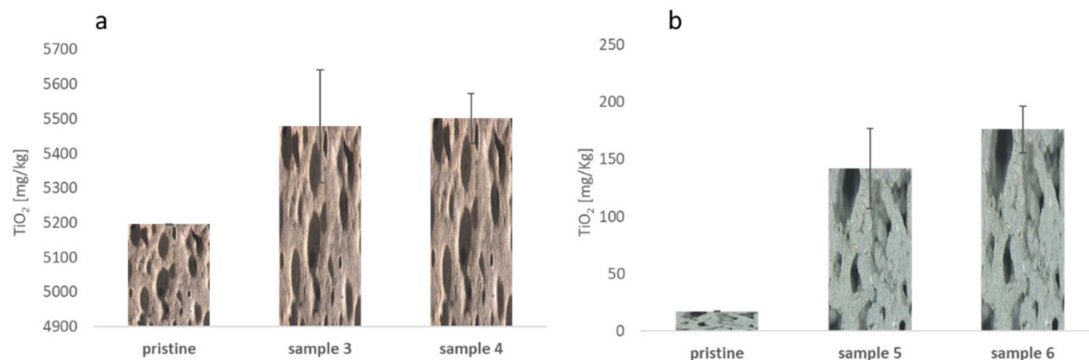 a
5700
5600
5500
5400
5300
5200
5100
5000
4900
TiO₂ [mg/kg]
pristine sample 3 sample 4
b
250
200
150
100
50
0
TiO₂ [mg/Kg]
pristine sample 5 sample 6